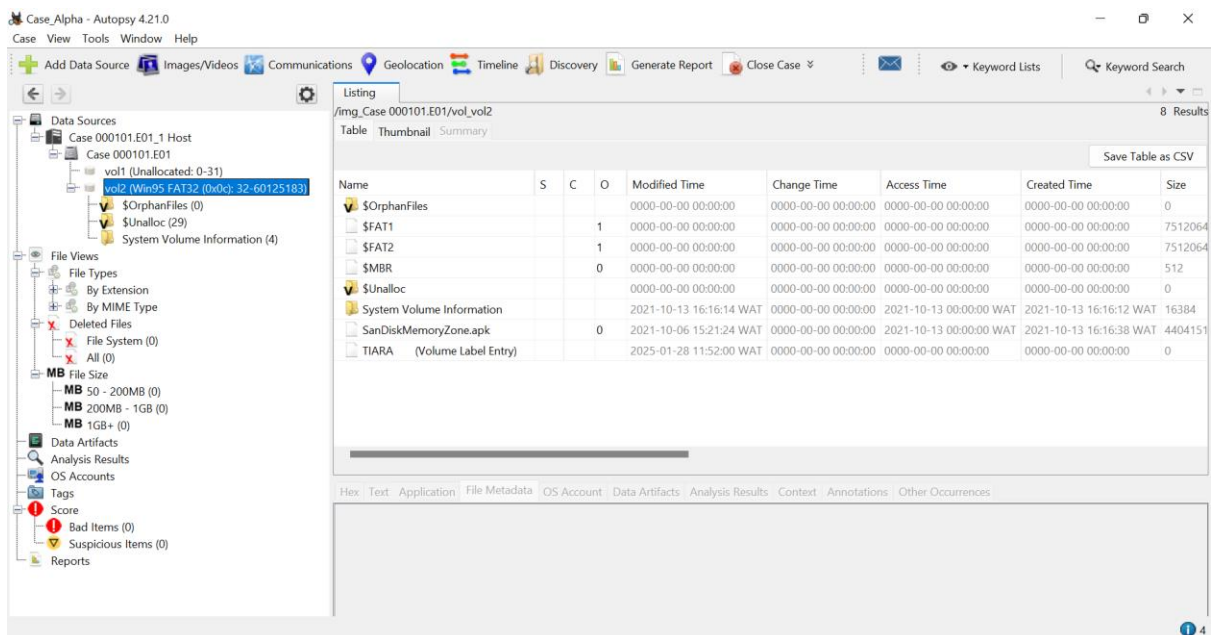 Case_Alpha - Autopsy 4.21.0
Case View Tools Window Help
Add Data Source Images/Videos Communications Geolocation Timeline Discovery Generate Report Close Case Keyword Lists Keyword Search
Listing
/img_Case 000101.E01/vol_vol2 8 Results
Table Thumbnail Summary
Save Table as CSV
Name S C O Modified Time Change Time Access Time Created Time Size
$OrphanFiles 0000-00-00 00:00:00 0000-00-00 00:00:00 0000-00-00 00:00:00 0000-00-00 00:00:00 0
$FAT1 1 0000-00-00 00:00:00 0000-00-00 00:00:00 0000-00-00 00:00:00 0000-00-00 00:00:00 7512064
$FAT2 1 0000-00-00 00:00:00 0000-00-00 00:00:00 0000-00-00 00:00:00 0000-00-00 00:00:00 7512064
$MBR 0 0000-00-00 00:00:00 0000-00-00 00:00:00 0000-00-00 00:00:00 0000-00-00 00:00:00 512
$Unalloc 0000-00-00 00:00:00 0000-00-00 00:00:00 0000-00-00 00:00:00 0000-00-00 00:00:00 0
System Volume Information 2021-10-13 16:16:14 WAT 0000-00-00 00:00:00 2021-10-13 00:00:00 WAT 2021-10-13 16:16:12 WAT 16384
SanDiskMemoryZone.apk 0 2021-10-06 15:21:24 WAT 0000-00-00 00:00:00 2021-10-13 00:00:00 WAT 2021-10-13 16:16:38 WAT 4404151
TIARA (Volume Label Entry) 2025-01-28 11:52:00 WAT 0000-00-00 00:00:00 0000-00-00 00:00:00 0000-00-00 00:00:00 0
Hex Text Application File Metadata OS Account Data Artifacts Analysis Results Context Annotations Other Occurrences
Data Sources
Case 000101.E01_1 Host
Case 000101.E01
vol1 (Unallocated: 0-31)
vol2 (Win95 FAT32 (0x0c): 32-60125183)
$OrphanFiles (0)
$Unalloc (29)
System Volume Information (4)
File Views
File Types
By Extension
By MIME Type
Deleted Files
File System (0)
All (0)
MB File Size
MB 50 - 200MB (0)
MB 200MB - 1GB (0)
MB 1GB+ (0)
Data Artifacts
Analysis Results
OS Accounts
Tags
Score
Bad Items (0)
Suspicious Items (0)
Reports
4